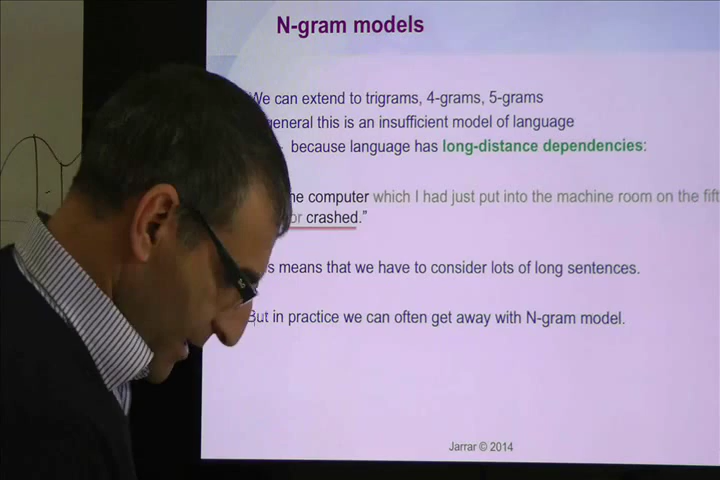 N-gram models
We can extend to trigrams, 4-grams, 5-grams
general this is an insufficient model of language
- because language has long-distance dependencies:
computer which I had just put into the machine room on the
crashed.”
means that we have to consider lots of long sentences.
But in practice we can often get away with N-gram model.
Jarrar © 2014